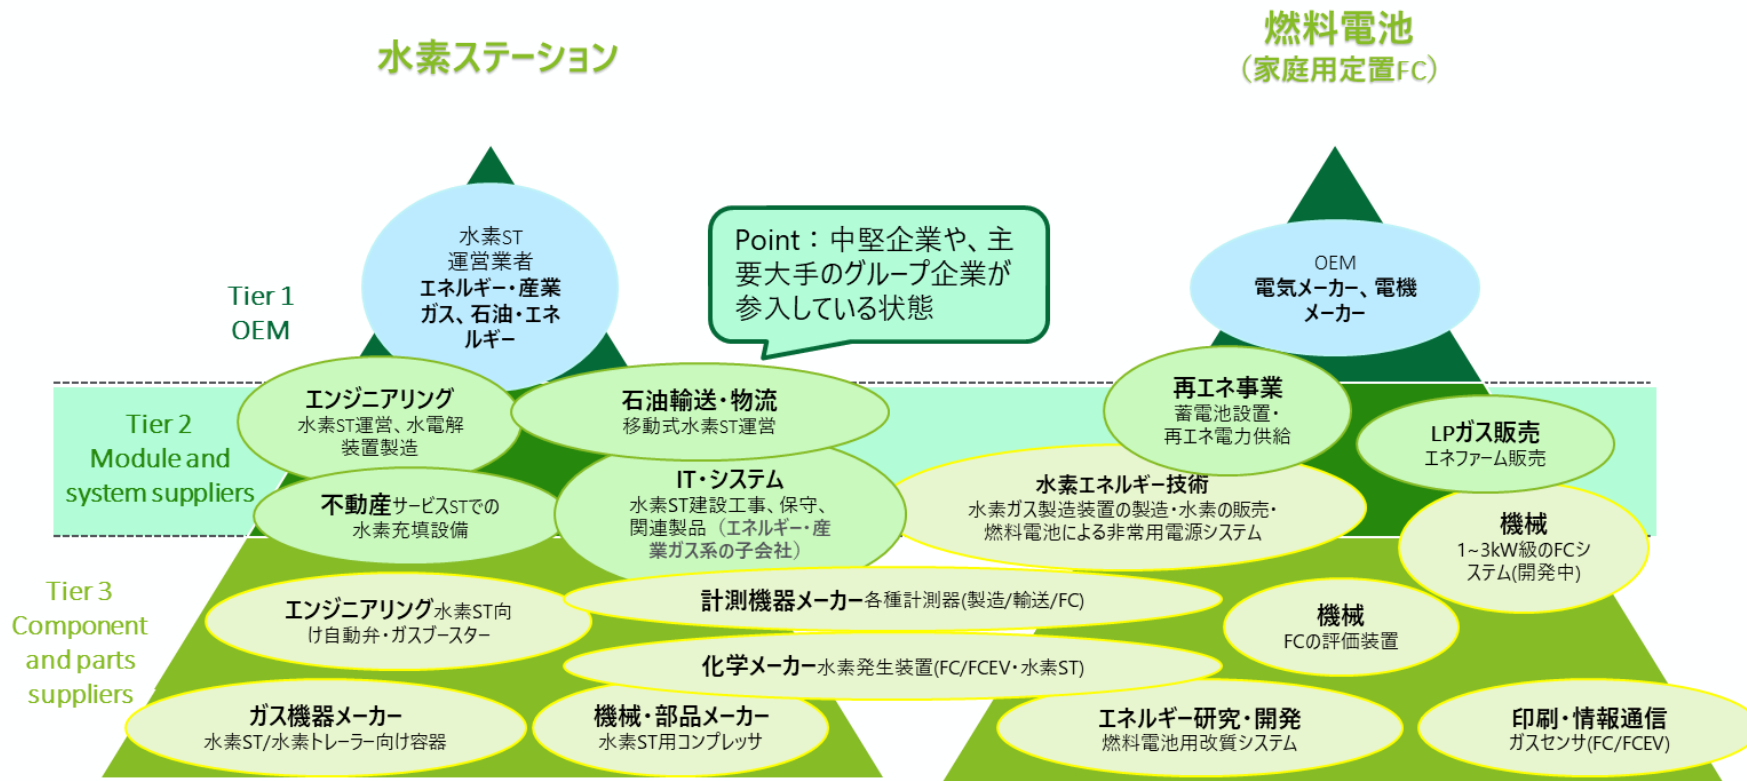 水素ステーション
燃料電池
（家庭用定置FC）
水素ST
運営業者
エネルギー・産業
ガス、石油・エネ
ルギー
Point：中堅企業や、主
要大手のグループ企業が
参入している状態
OEM
電気メーカー、電機
メーカー
Tier 1
OEM
エンジニアリング
水素ST運営、水電解
装置製造
石油輸送・物流
移動式水素ST運営
再エネ事業
蓄電池設置・
再エネ電力供給
LPガス販売
エネファーム販売
Tier 2
Module and
system suppliers
不動産サービスSTでの
水素充填設備
IT・システム
水素ST建設工事、保守、
関連製品（エネルギー・産
業ガス系の子会社）
水素エネルギー技術
水素ガス製造装置の製造・水素の販売・
燃料電池による非常用電源システム
機械
1~3kW級のFCシ
ステム(開発中)
Tier 3
Component
and parts
suppliers
エンジニアリング水素ST向
け自動弁・ガスブースター
計測機器メーカー各種計測器(製造/輸送/FC)
機械
FCの評価装置
化学メーカー水素発生装置(FC/FCEV・水素ST)
ガス機器メーカー
水素ST/水素トレーラー向け容器
機械・部品メーカー
水素ST用コンプレッサ
エネルギー研究・開発
燃料電池用改質システム
印刷・情報通信
ガスセンサ(FC/FCEV)